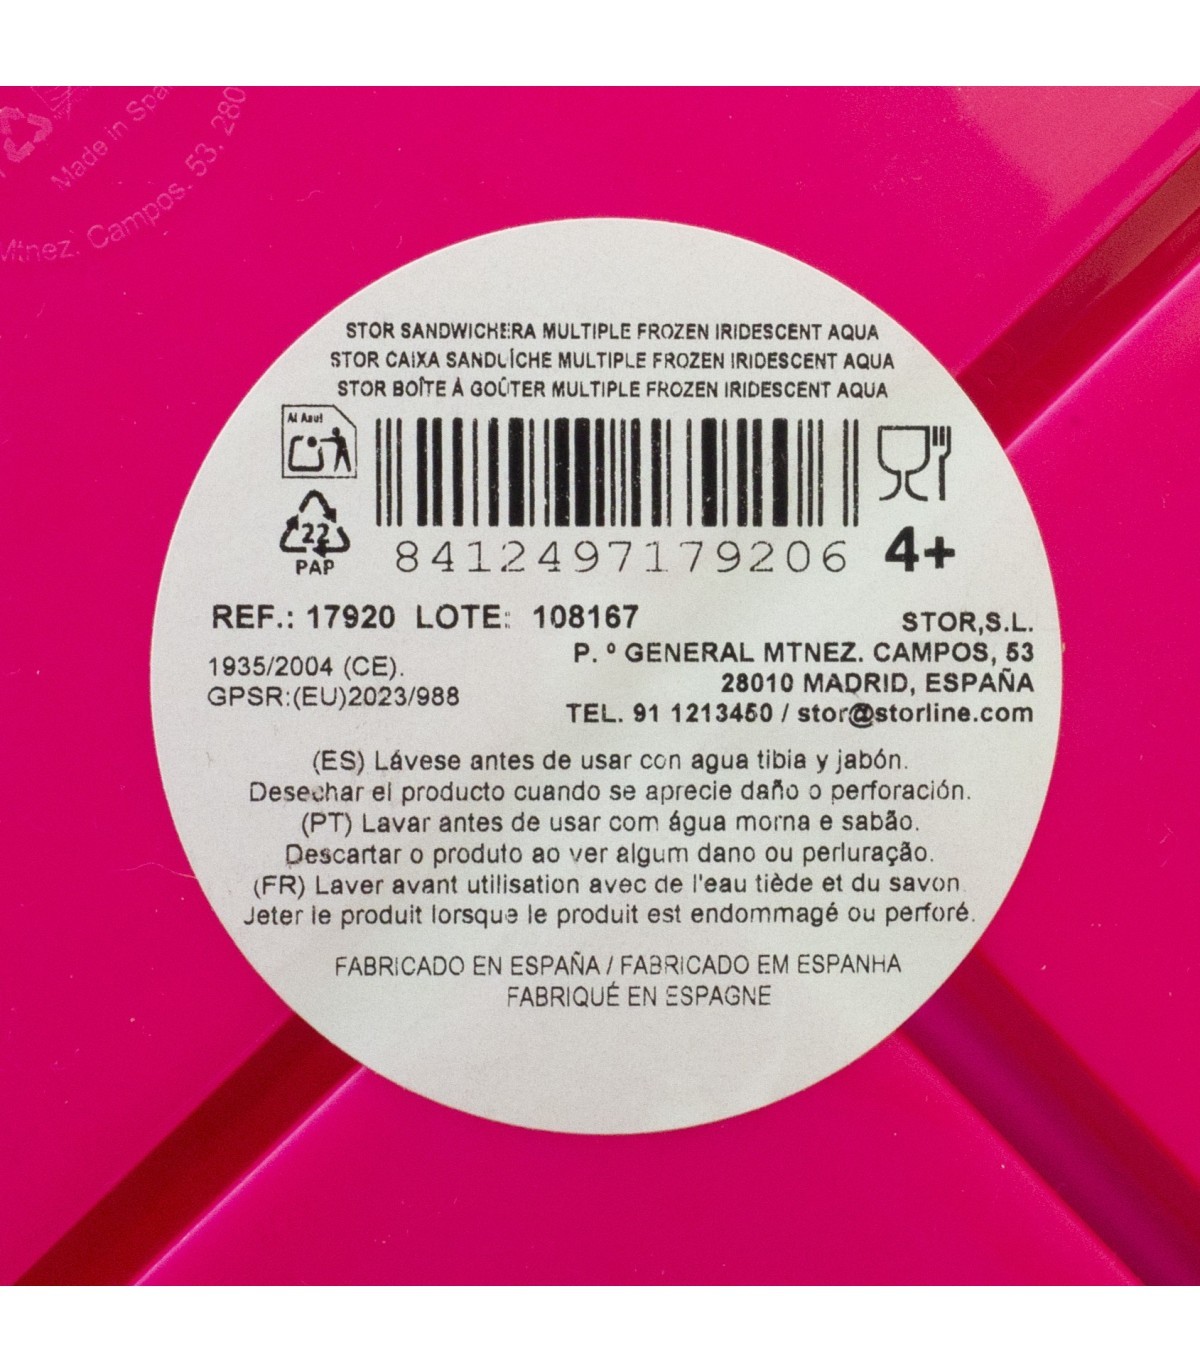 Made in Spa
Mtnez. Campos. 53. 280
STOR SANDWICHERA MULTIPLE FROZEN IRIDESCENT AQUA
STOR CAIXA SANDUÍCHE MULTIPLE FROZEN IRIDESCENT AQUA
STOR BOÎTE À GOÛTER MULTIPLE FROZEN IRIDESCENT AQUA
Al Azul
22
PAP
8412497179206
4+
REF.: 17920 LOTE: 108167
1935/2004 (CE).
GPSR:(EU)2023/988
STOR,S.L.
P. º GENERAL MTNEZ. CAMPOS, 53
28010 MADRID, ESPAÑA
TEL. 91 1213450 / stor@storline.com
(ES) Lávese antes de usar con agua tibia y jabón.
Desechar el producto cuando se aprecie daño o perforación.
(PT) Lavar antes de usar com água morna e sabão.
Descartar o produto ao ver algum dano ou perluração.
(FR) Laver avant utilisation avec de l'eau tiède et du savon
Jeter le produit lorsque le produit est endommagé ou perforé.
FABRICADO EN ESPAÑA / FABRICADO EM ESPANHA
FABRIQUÉ EN ESPAGNE